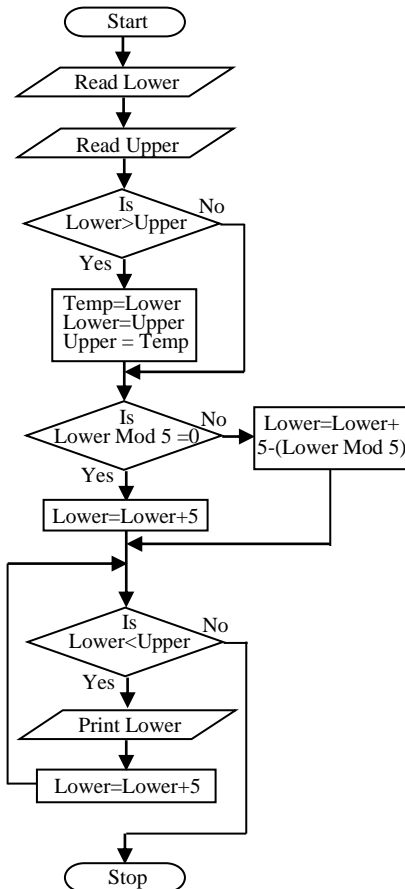 Start
Read Lower
Read Upper
Is
Lower>Upper
No
Yes
Temp=Lower
Lower=Upper
Upper = Temp
Is
Lower Mod 5 =0
No
Lower=Lower+
5-(Lower Mod 5)
Yes
Lower=Lower+5
Is
Lower<Upper
No
Yes
Print Lower
Lower=Lower+5
Stop